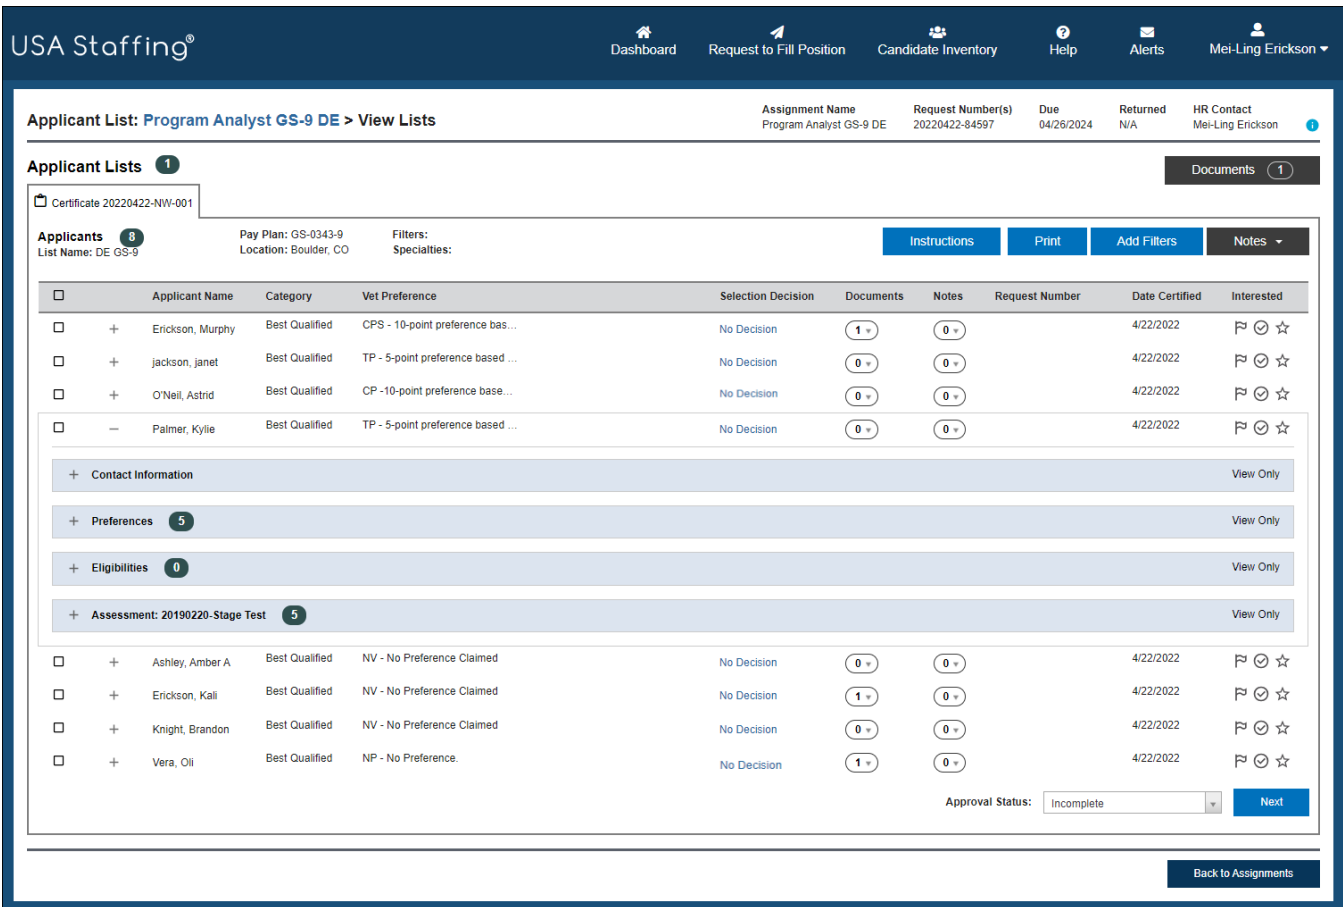 USA Staffing®
Dashboard Request to Fill Position Candidate Inventory Help Alerts Mei-Ling Erickson
Applicant List: Program Analyst GS-9 DE > View Lists
Assignment Name Request Number(s) Due Returned HR Contact
Program Analyst GS-9 DE 20220422-84597 04/26/2024 N/A Mei-Ling Erickson
Applicant Lists 1
Documents 1
Certificate 20220422-NW-001
Applicants 8
List Name: DE GS-9
Pay Plan: GS-0343-9
Location: Boulder, CO
Filters:
Specialties:
Instructions Print Add Filters Notes
Applicant Name Category Vet Preference Selection Decision Documents Notes Request Number Date Certified Interested
Erickson, Murphy Best Qualified CPS - 10-point preference bas... No Decision 1 0 4/22/2022
jackson, janet Best Qualified TP - 5-point preference based ... No Decision 0 0 4/22/2022
O'Neil, Astrid Best Qualified CP -10-point preference base... No Decision 0 0 4/22/2022
Palmer, Kylie Best Qualified TP - 5-point preference based ... No Decision 0 0 4/22/2022
Contact Information View Only
Preferences 5 View Only
Eligibilities 0 View Only
Assessment: 20190220-Stage Test 5 View Only
Ashley, Amber A Best Qualified NV - No Preference Claimed No Decision 0 0 4/22/2022
Erickson, Kali Best Qualified NV - No Preference Claimed No Decision 1 0 4/22/2022
Knight, Brandon Best Qualified NV - No Preference Claimed No Decision 0 0 4/22/2022
Vera, Oli Best Qualified NP - No Preference. No Decision 1 0 4/22/2022
Approval Status: Incomplete Next
Back to Assignments